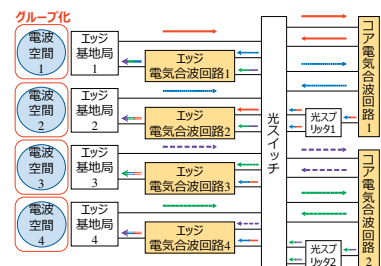 グループ化
電波
空間
1
エッジ
基地局
1
エッジ
電気合波回路1
電波
空間
2
エッジ
基地局
2
エッジ
電気合波回路2
電波
空間
3
エッジ
基地局
3
エッジ
電気合波回路3
電波
空間
4
エッジ
基地局
4
エッジ
電気合波回路4
光スイッチ
光スプ
リッタ1
コア電気合波回路1
光スプ
リッタ2
コア電気合波回路2